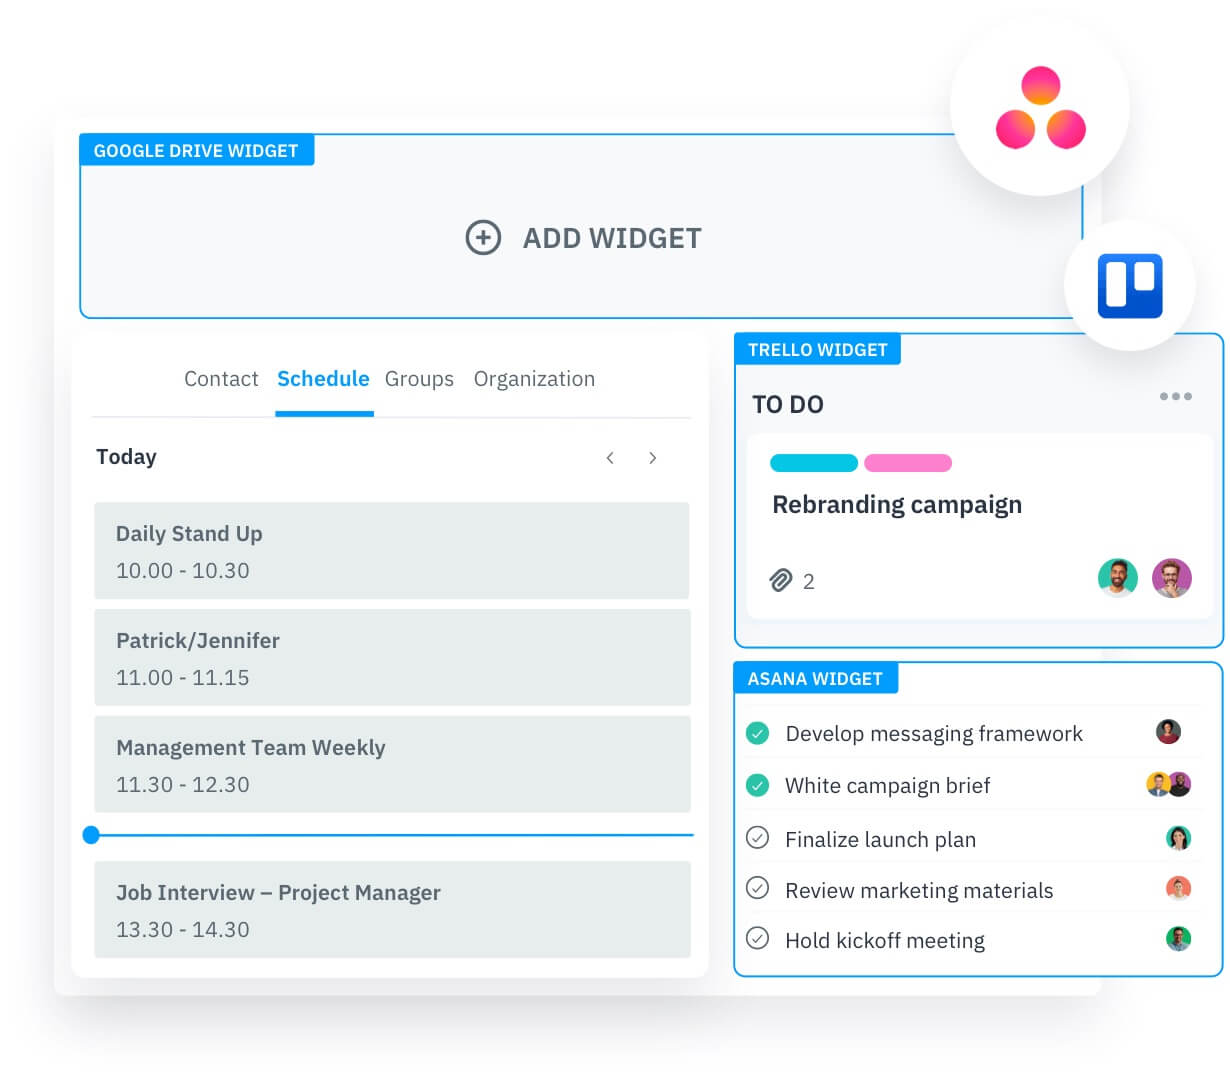 GOOGLE DRIVE WIDGET
ADD WIDGET
Contact Schedule Groups Organization
Today
Daily Stand Up
10.00 - 10.30
Patrick/Jennifer
11.00 - 11.15
Management Team Weekly
11.30 - 12.30
Job Interview – Project Manager
13.30 - 14.30
TRELLO WIDGET
TO DO
Rebranding campaign
2
ASANA WIDGET
Develop messaging framework
White campaign brief
Finalize launch plan
Review marketing materials
Hold kickoff meeting